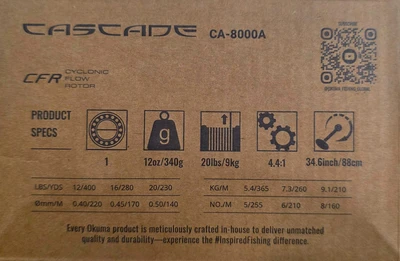 CASCADE CA-8000A
CFR CYCLONIC
FLOW
ROTOR
PRODUCT
SPECS
g
1 12oz/340g 20lbs/9kg 4.4:1 34.6inch/88cm
LBS/YDS 12/400 16/280 20/230 KG/M 5.4/365 7.3/260 9.1/210
Ømm/M 0.40/220 0.45/170 0.50/140 NO./M 5/255 6/210 8/160
Every Okuma product is meticulously crafted in-house to deliver unmatched
quality and durability—experience the #InspiredFishing difference.